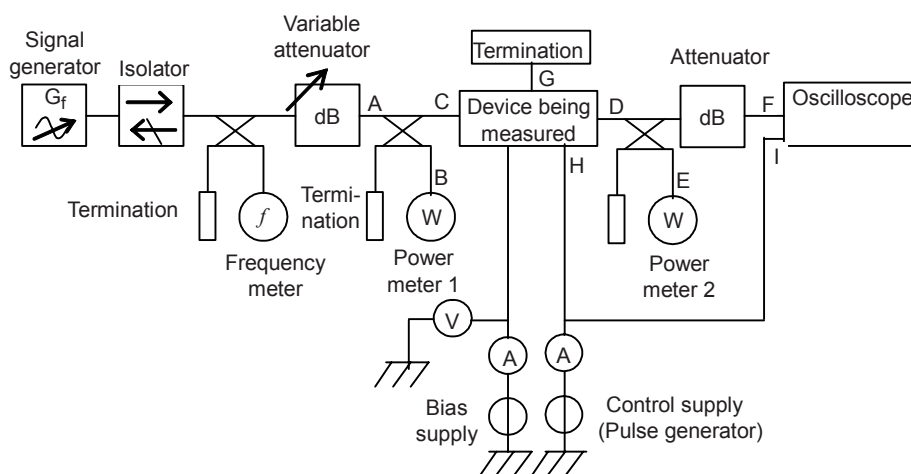 Signal
generator
Isolator
Variable
attenuator
Termination
Attenuator
Oscilloscope
Gf
dB
A
C
Device being
measured
G
D
dB
F
I
B
H
E
Termination
f
Termi-
nation
W
W
Frequency
meter
Power
meter 1
Power
meter 2
V
A
A
Bias
supply
Control supply
(Pulse generator)